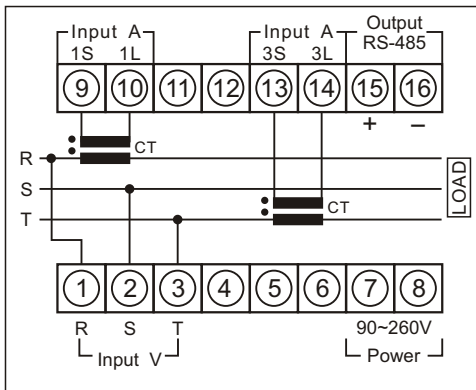 Input A Input A Output
1S 1L 3S 3L RS-485
9 10 11 12 13 14 15 16
+ −
CT
R
S
LOAD
T CT
1 2 3 4 5 6 7 8
R S T 90~260V
Input V Power